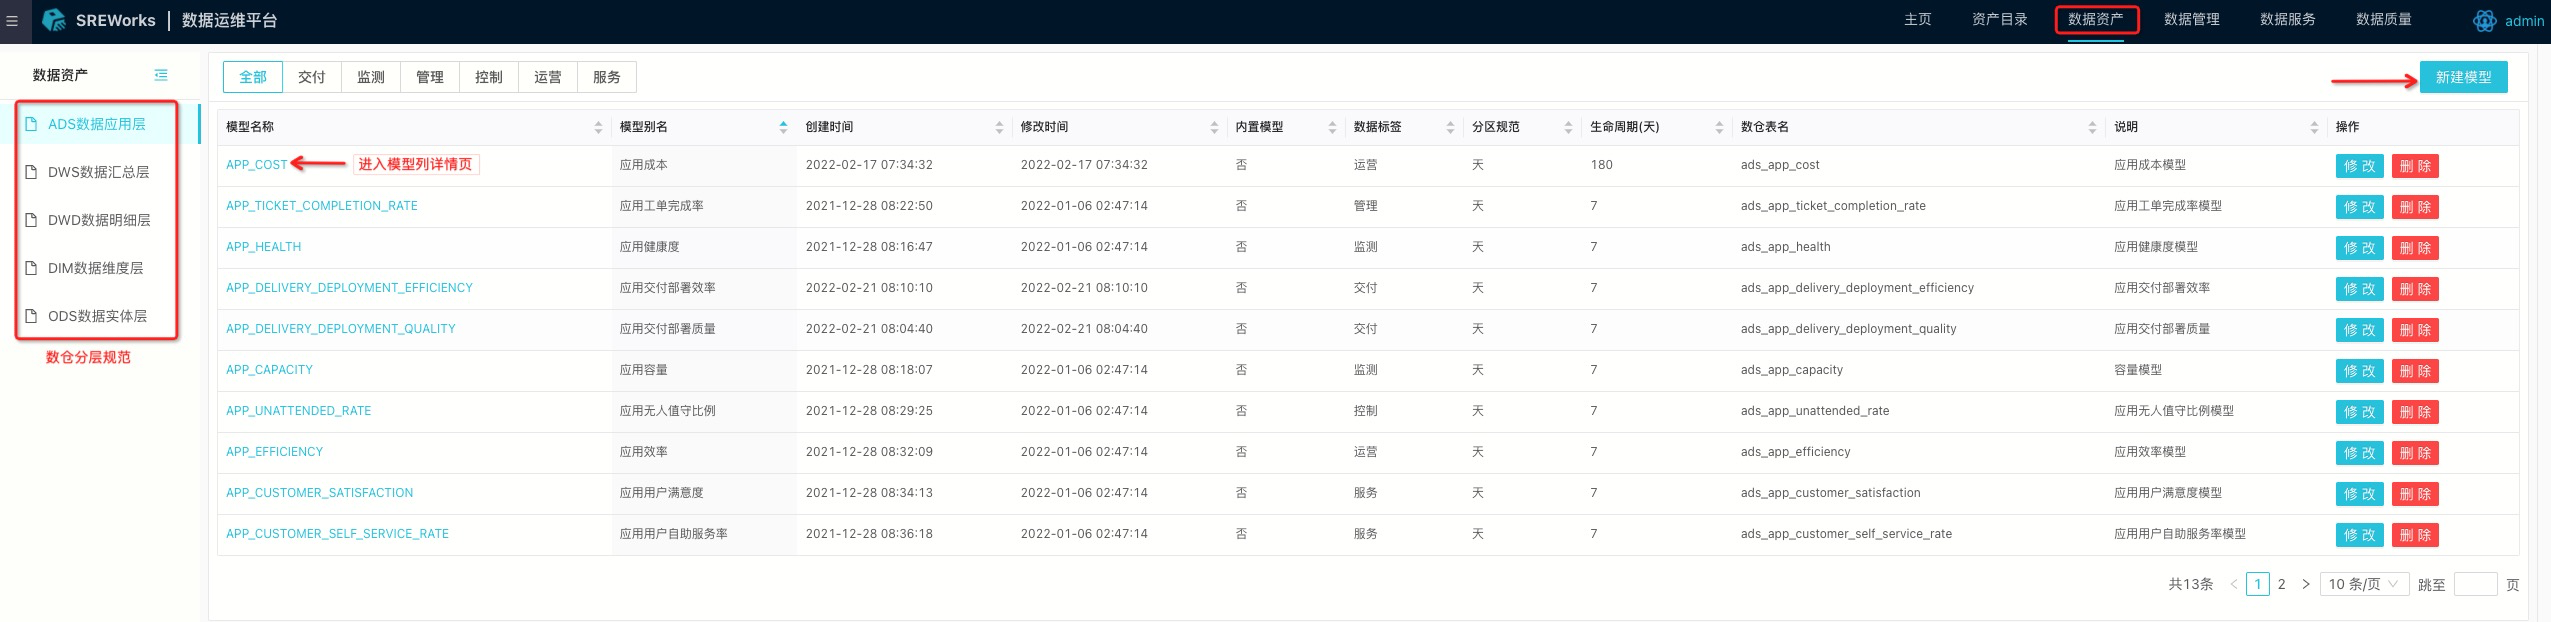 SREWorks | 数据运维平台 主页 资产目录 数据资产 数据管理 数据服务 数据质量 admin
数据资产
ADS数据应用层
DWS数据汇总层
DWD数据明细层
DIM数据维度层
ODS数据实体层
数仓分层规范
全部 交付 监测 管理 控制 运营 服务 新建模型
模型名称 模型别名 创建时间 修改时间 内置模型 数据标签 分区规范 生命周期(天) 数仓表名 说明 操作
APP_COST 进入模型列详情页 应用成本 2022-02-17 07:34:32 2022-02-17 07:34:32 否 运营 天 180 ads_app_cost 应用成本模型 修 改 删 除
APP_TICKET_COMPLETION_RATE 应用工单完成率 2021-12-28 08:22:50 2022-01-06 02:47:14 否 管理 天 7 ads_app_ticket_completion_rate 应用工单完成率模型 修 改 删 除
APP_HEALTH 应用健康度 2021-12-28 08:16:47 2022-01-06 02:47:14 否 监测 天 7 ads_app_health 应用健康度模型 修 改 删 除
APP_DELIVERY_DEPLOYMENT_EFFICIENCY 应用交付部署效率 2022-02-21 08:10:10 2022-02-21 08:10:10 否 交付 天 7 ads_app_delivery_deployment_efficiency 应用交付部署效率 修 改 删 除
APP_DELIVERY_DEPLOYMENT_QUALITY 应用交付部署质量 2022-02-21 08:04:40 2022-02-21 08:04:40 否 交付 天 7 ads_app_delivery_deployment_quality 应用交付部署质量 修 改 删 除
APP_CAPACITY 应用容量 2021-12-28 08:18:07 2022-01-06 02:47:14 否 监测 天 7 ads_app_capacity 容量模型 修 改 删 除
APP_UNATTENDED_RATE 应用无人值守比例 2021-12-28 08:29:25 2022-01-06 02:47:14 否 控制 天 7 ads_app_unattended_rate 应用无人值守比例模型 修 改 删 除
APP_EFFICIENCY 应用效率 2021-12-28 08:32:09 2022-01-06 02:47:14 否 运营 天 7 ads_app_efficiency 应用效率模型 修 改 删 除
APP_CUSTOMER_SATISFACTION 应用用户满意度 2021-12-28 08:34:13 2022-01-06 02:47:14 否 服务 天 7 ads_app_customer_satisfaction 应用用户满意度模型 修 改 删 除
APP_CUSTOMER_SELF_SERVICE_RATE 应用用户自助服务率 2021-12-28 08:36:18 2022-01-06 02:47:14 否 服务 天 7 ads_app_customer_self_service_rate 应用用户自助服务率模型 修 改 删 除
共13条 < 1 2 > 10 条/页 跳至 页